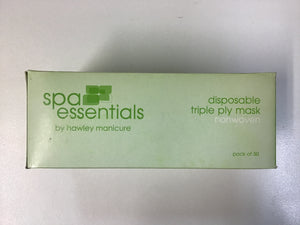 spa
essentials
by hawley manicure
disposable
triple ply mask
nonwoven
pack of 50